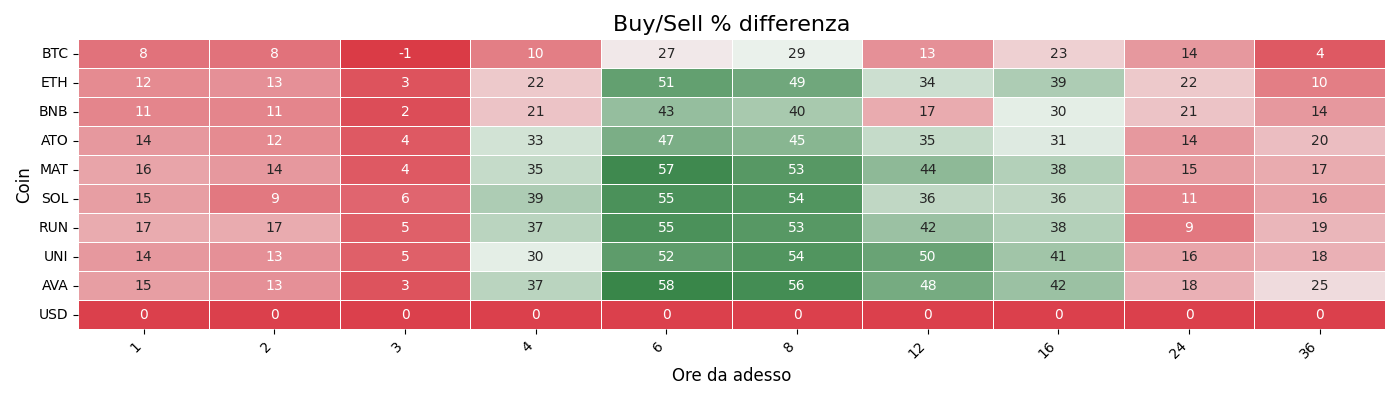 Buy/Sell % differenza
Coin
BTC 8 8 -1 10 27 29 13 23 14 4
ETH 12 13 3 22 51 49 34 39 22 10
BNB 11 11 2 21 43 40 17 30 21 14
ATO 14 12 4 33 47 45 35 31 14 20
MAT 16 14 4 35 57 53 44 38 15 17
SOL 15 9 6 39 55 54 36 36 11 16
RUN 17 17 5 37 55 53 42 38 9 19
UNI 14 13 5 30 52 54 50 41 16 18
AVA 15 13 3 37 58 56 48 42 18 25
USD 0 0 0 0 0 0 0 0 0 0
1 2 3 4 6 8 12 16 24 36
Ore da adesso